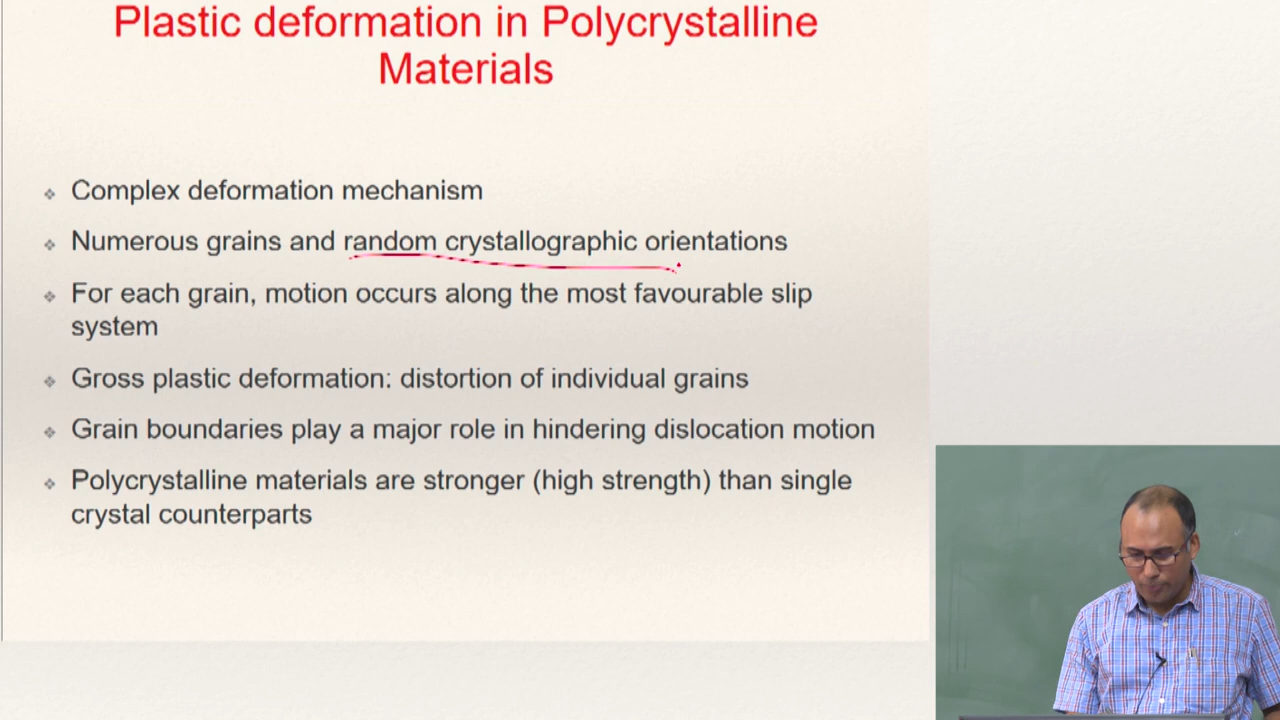 Plastic deformation in Polycrystalline
Materials
Complex deformation mechanism
Numerous grains and random crystallographic orientations
For each grain, motion occurs along the most favourable slip
system
Gross plastic deformation: distortion of individual grains
Grain boundaries play a major role in hindering dislocation motion
Polycrystalline materials are stronger (high strength) than single
crystal counterparts